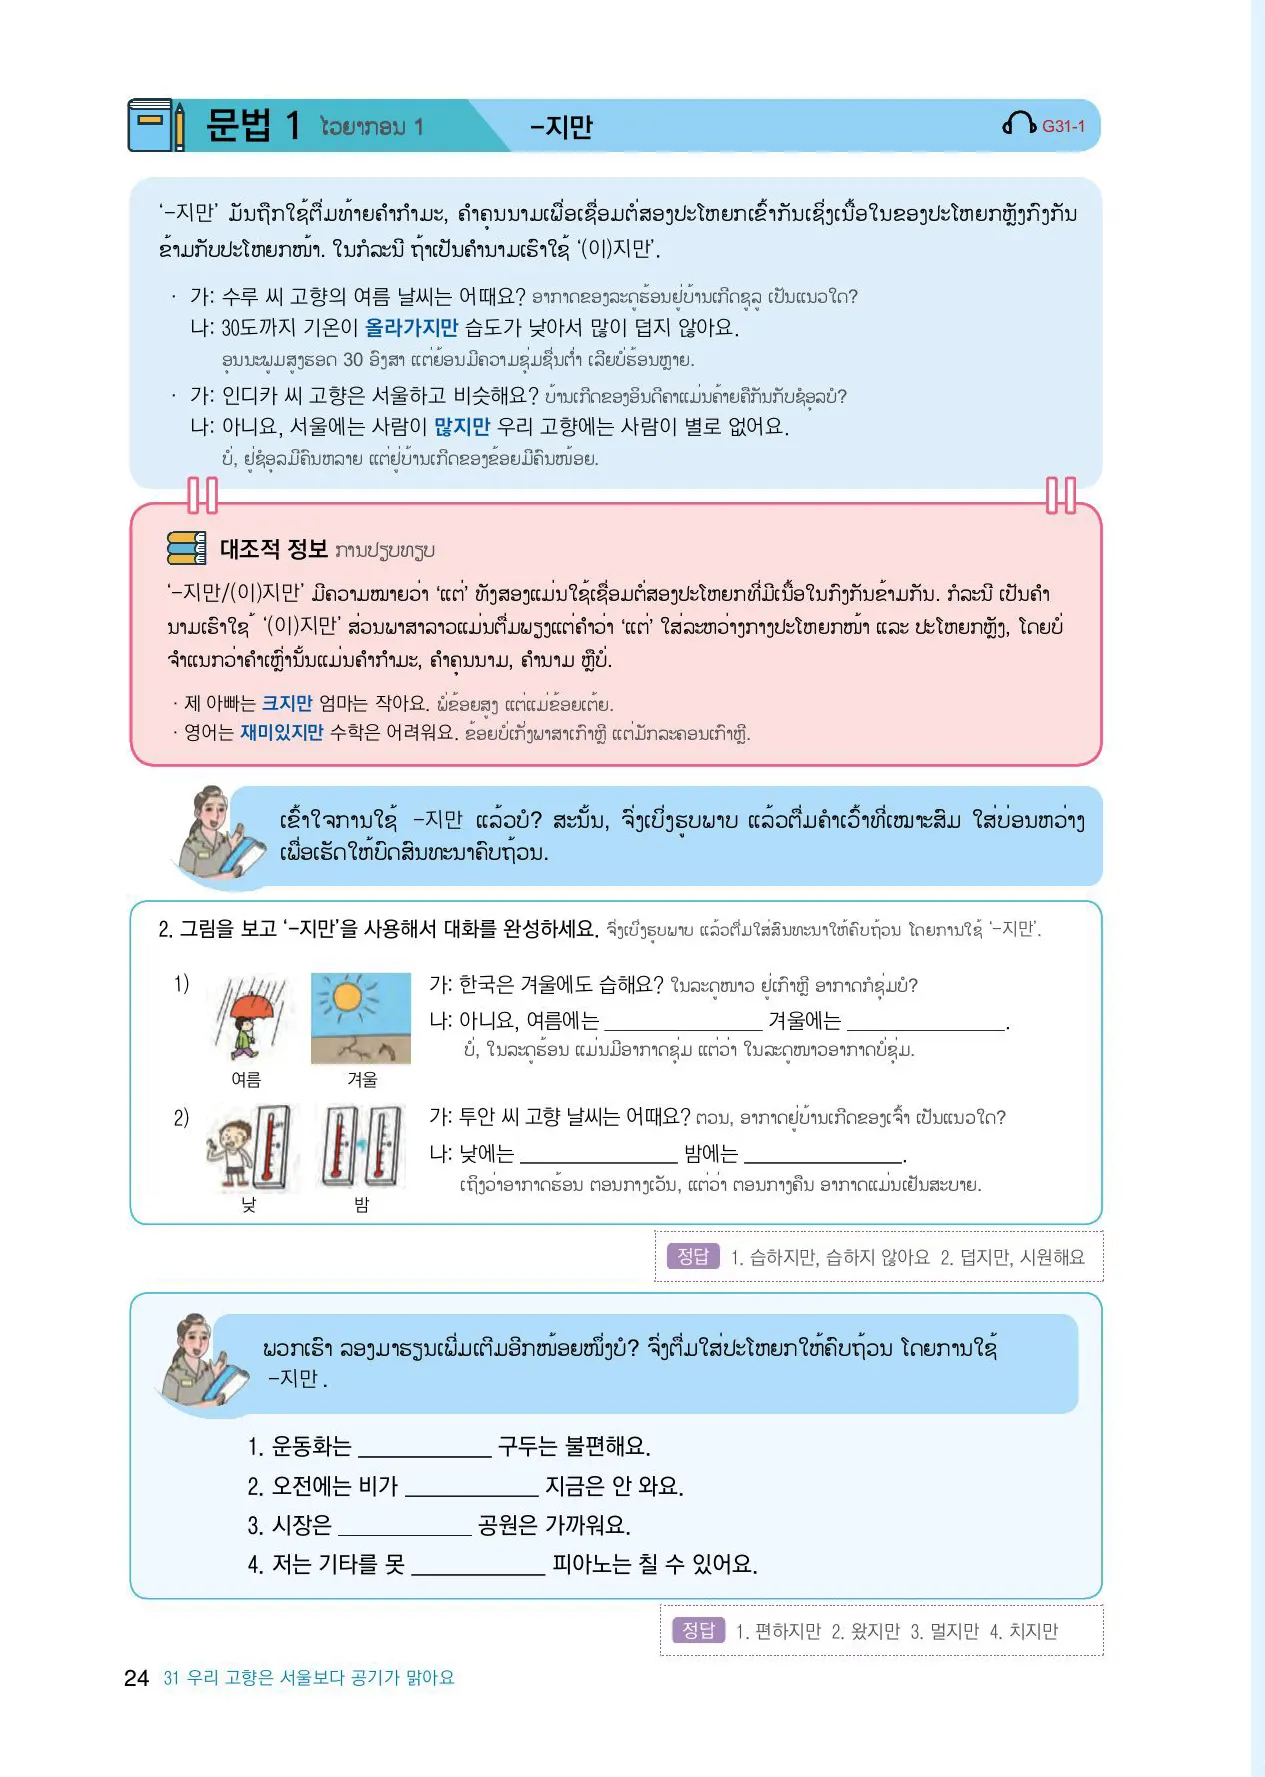 문법 1 ໄວຍາກອນ 1 -지만 G31-1
‘-지만’ ມັນຖືກໃຊ້ຕື່ມທ້າຍຄຳກຳມະ, ຄຳຄຸນນາມເພື່ອເຊື່ອມຕໍ່ສອງປະໂຫຍກເຂົ້າກັນເຊິ່ງເນື້ອໃນຂອງປະໂຫຍກຫຼັງກົງກັນ
ຂ້າມກັບປະໂຫຍກໜ້າ. ໃນກໍລະນີ ຖ້າເປັນຄຳນາມເຮົາໃຊ້ ‘(이)지만’.
· 가: 수루 씨 고향의 여름 날씨는 어때요? ອາກາດຂອງລະດູຮ້ອນຢູ່ບ້ານເກີດຊູລູ ເປັນແນວໃດ?
나: 30도까지 기온이 올라가지만 습도가 낮아서 많이 덥지 않아요.
ອຸນນະພູມສູງຮອດ 30 ອົງສາ ແຕ່ຍ້ອນມີຄວາມຊຸ່ມຊື່ນຕ່ຳ ເລີຍບໍ່ຮ້ອນຫຼາຍ.
· 가: 인디카 씨 고향은 서울하고 비슷해요? ບ້ານເກີດຂອງອິນດີຄາແມ່ນຄ້າຍຄືກັນກັບຊໍອຸລບໍ?
나: 아니요, 서울에는 사람이 많지만 우리 고향에는 사람이 별로 없어요.
ບໍ່, ຢູ່ຊໍອຸລມີຄົນຫລາຍ ແຕ່ຢູ່ບ້ານເກີດຂອງຂ້ອຍມີຄົນໜ້ອຍ.
대조적 정보 ການປຽບທຽບ
‘-지만/(이)지만’ ມີຄວາມໝາຍວ່າ ‘ແຕ່’ ທັງສອງແມ່ນໃຊ້ເຊື່ອມຕໍ່ສອງປະໂຫຍກທີ່ມີເນື້ອໃນກົງກັນຂ້າມກັນ. ກໍລະນີ ເປັນຄຳ
ນາມເຮົາໃຊ້ ‘(이)지만’ ສ່ວນພາສາລາວແມ່ນຕື່ມພຽງແຕ່ຄຳວ່າ ‘ແຕ່’ ໃສ່ລະຫວ່າງກາງປະໂຫຍກໜ້າ ແລະ ປະໂຫຍກຫຼັງ, ໂດຍບໍ່
ຈຳແນກວ່າຄຳເຫຼົ່ານັ້ນແມ່ນຄຳກຳມະ, ຄຳຄຸນນາມ, ຄຳນາມ ຫຼືບໍ່.
· 제 아빠는 크지만 엄마는 작아요. ພໍ່ຂ້ອຍສູງ ແຕ່ແມ່ຂ້ອຍເຕ້ຍ.
· 영어는 재미있지만 수학은 어려워요. ຂ້ອຍບໍ່ເກັ່ງພາສາເກົາຫຼີ ແຕ່ມັກລະຄອນເກົາຫຼີ.
ເຂົ້າໃຈການໃຊ້ -지만 ແລ້ວບໍ? ສະນັ້ນ, ຈົ່ງເບິ່ງຮູບພາບ ແລ້ວຕື່ມຄຳເວົ້າທີ່ເໝາະສົມ ໃສ່ບ່ອນຫວ່າງ
ເພື່ອເຮັດໃຫ້ບົດສົນທະນາຄົບຖ້ວນ.
2. 그림을 보고 ‘-지만’을 사용해서 대화를 완성하세요. ຈົ່ງເບິ່ງຮູບພາບ ແລ້ວຕື່ມໃສ່ສົນທະນາໃຫ້ຄົບຖ້ວນ ໂດຍການໃຊ້ ‘-지만’.
1) 가: 한국은 겨울에도 습해요? ໃນລະດູໜາວ ຢູ່ເກົາຫຼີ ອາກາດກໍຊຸ່ມບໍ?
나: 아니요, 여름에는 _______________ 겨울에는 _______________.
ບໍ່, ໃນລະດູຮ້ອນ ແມ່ນມີອາກາດຊຸ່ມ ແຕ່ວ່າ ໃນລະດູໜາວອາກາດບໍ່ຊຸ່ມ.
여름 겨울
2) 가: 투안 씨 고향 날씨는 어때요? ຕວນ, ອາກາດຢູ່ບ້ານເກີດຂອງເຈົ້າ ເປັນແນວໃດ?
나: 낮에는 _______________ 밤에는 _______________.
ເຖິງວ່າອາກາດຮ້ອນ ຕອນກາງເວັນ, ແຕ່ວ່າ ຕອນກາງຄືນ ອາກາດແມ່ນເຢັນສະບາຍ.
낮 밤
정답 1. 습하지만, 습하지 않아요 2. 덥지만, 시원해요
ພວກເຮົາ ລອງມາຮຽນເພີ່ມເຕີມອີກໜ້ອຍໜຶ່ງບໍ? ຈົ່ງຕື່ມໃສ່ປະໂຫຍກໃຫ້ຄົບຖ້ວນ ໂດຍການໃຊ້
-지만 .
1. 운동화는 ____________ 구두는 불편해요.
2. 오전에는 비가 ____________ 지금은 안 와요.
3. 시장은 ____________ 공원은 가까워요.
4. 저는 기타를 못 ____________ 피아노는 칠 수 있어요.
정답 1. 편하지만 2. 왔지만 3. 멀지만 4. 치지만
24 31 우리 고향은 서울보다 공기가 맑아요